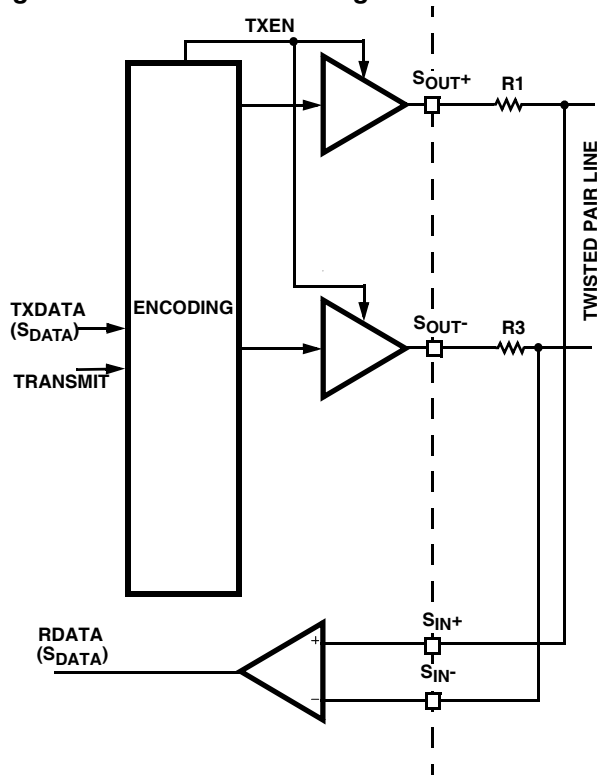 TXEN
SOUT+
R1
TWISTED PAIR LINE
ENCODING
TXDATA
(SDATA)
TRANSMIT
SOUT-
R3
RDATA
(SDATA)
SIN+
+
SIN-
−